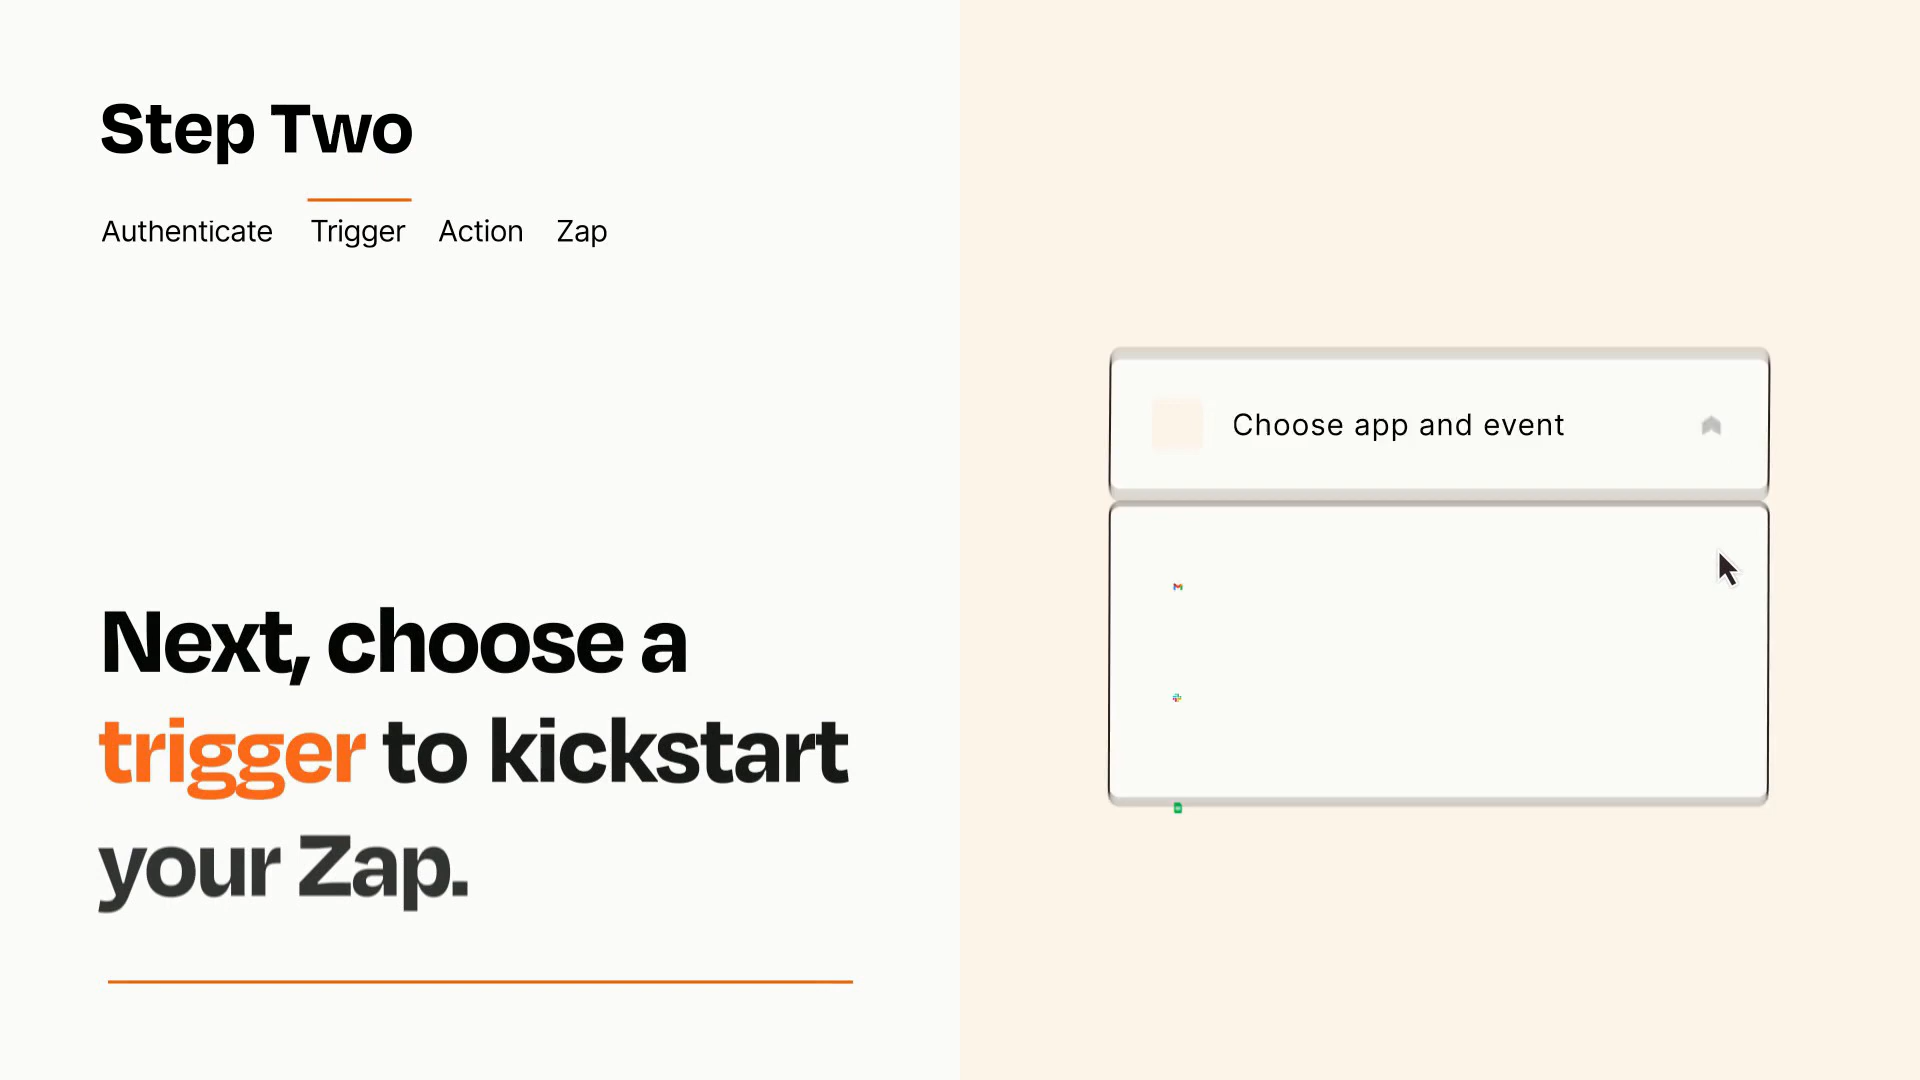 Step Two
Authenticate Trigger Action Zap
Next, choose a
trigger to kickstart
your Zap.
Choose app and event